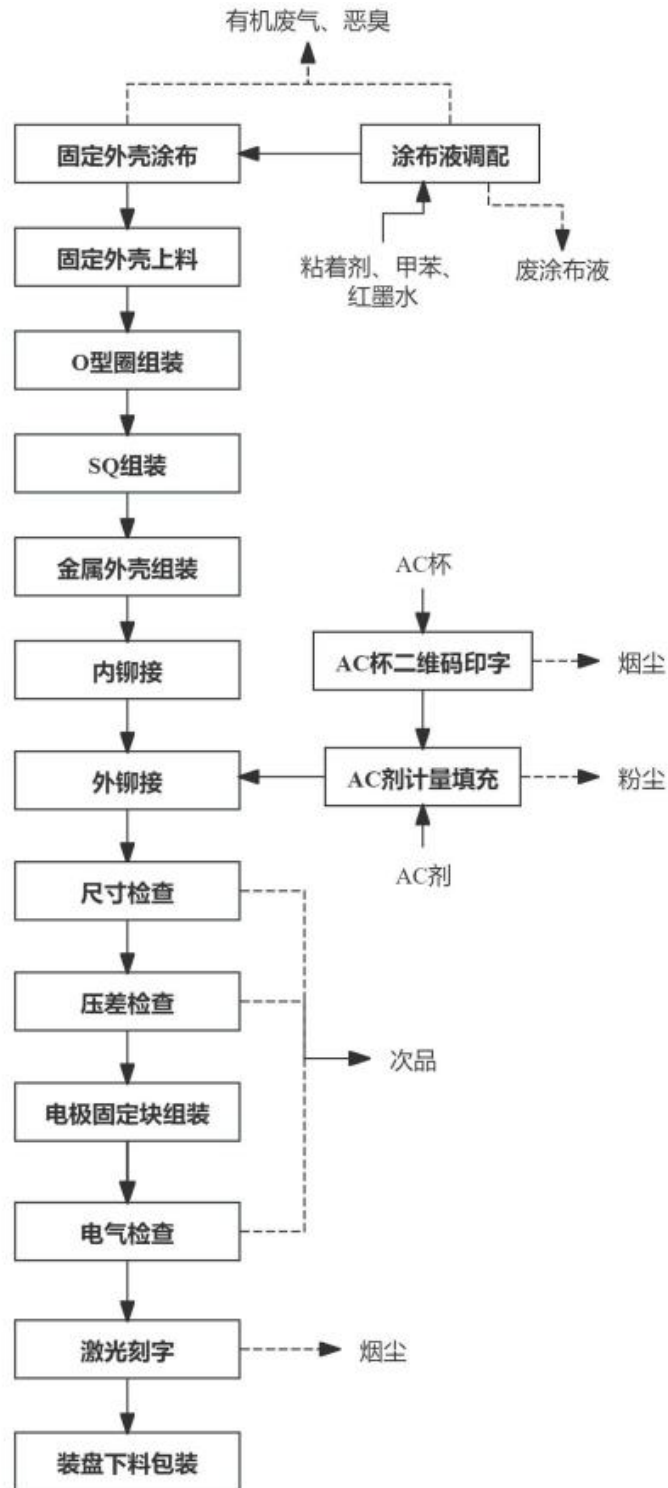 有机废气、恶臭
固定外壳涂布
涂布液调配
固定外壳上料
粘着剂、甲苯、
红墨水
废涂布液
O型圈组装
SQ组装
金属外壳组装
AC杯
内铆接
AC杯二维码印字
烟尘
外铆接
AC剂计量填充
粉尘
尺寸检查
AC剂
压差检查
次品
电极固定块组装
电气检查
激光刻字
烟尘
装盘下料包装